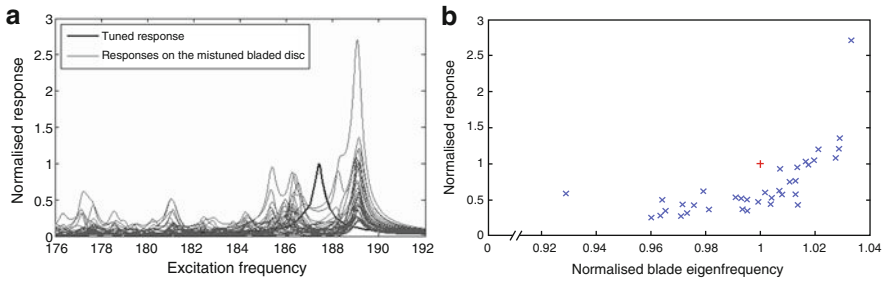 a
3
2.5
2
1.5
1
0.5
0
Normalised response
Tuned response
Responses on the mistuned bladed disc
176 178 180 182 184 186 188 190 192
Excitation frequency
b
3
2.5
2
1.5
1
0.5
0
Normalised response
0 0.92 0.94 0.96 0.98 1 1.02 1.04
Normalised blade eigenfrequency